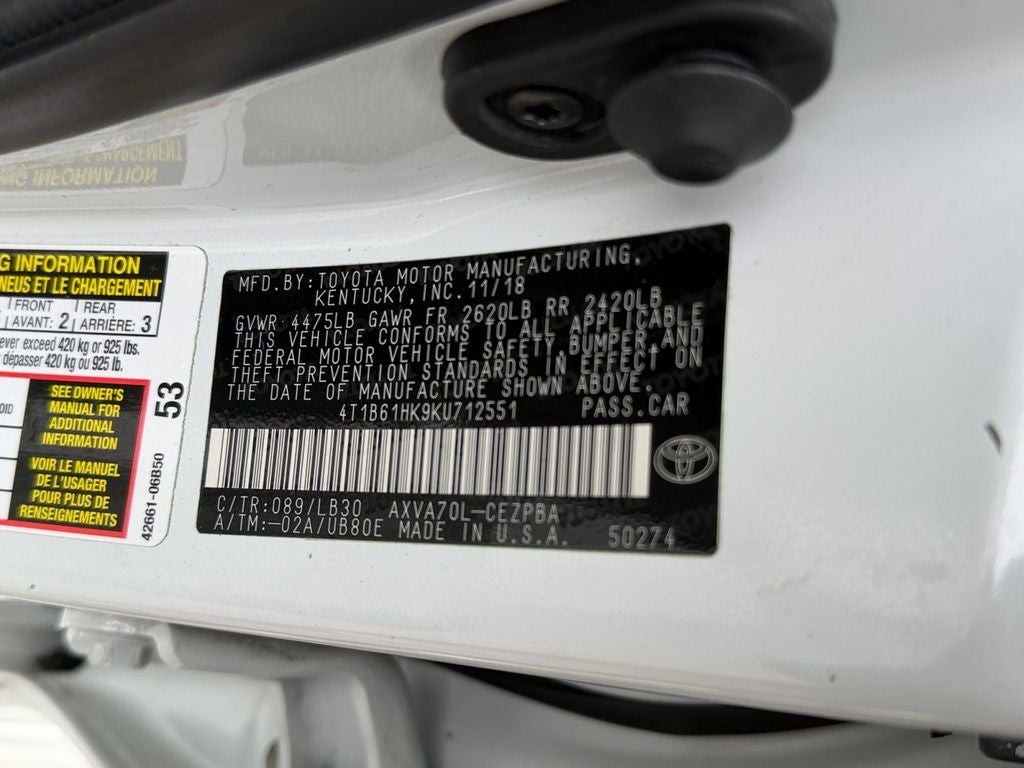 G INFORMATION
NEUS ET LE CHARGEMENT
FRONT REAR
AVANT: 2 ARRIÈRE: 3
ever exceed 420 kg or 925 lbs.
dépasser 420 kg ou 925 lb.
OID
SEE OWNER'S
MANUAL FOR
ADDITIONAL
INFORMATION
VOIR LE MANUEL
DE L'USAGER
POUR PLUS DE
RENSEIGNEMENTS
53
42661-06B50
MFD.BY:TOYOTA MOTOR MANUFACTURING,
KENTUCKY,INC.11/18
GVWR:4475LB GAWR FR 2620LB RR 2420LB
THIS VEHICLE CONFORMS TO ALL APPLICABLE
FEDERAL MOTOR VEHICLE SAFETY,BUMPER,AND
THEFT PREVENTION STANDARDS IN EFFECT ON
THE DATE OF MANUFACTURE SHOWN ABOVE.
4T1B61HK9KU712551 PASS.CAR
C/TR:089/LB30 AXVA70L-CEZPBA
A/TM:-02A/UB80E MADE IN U.S.A. 50274